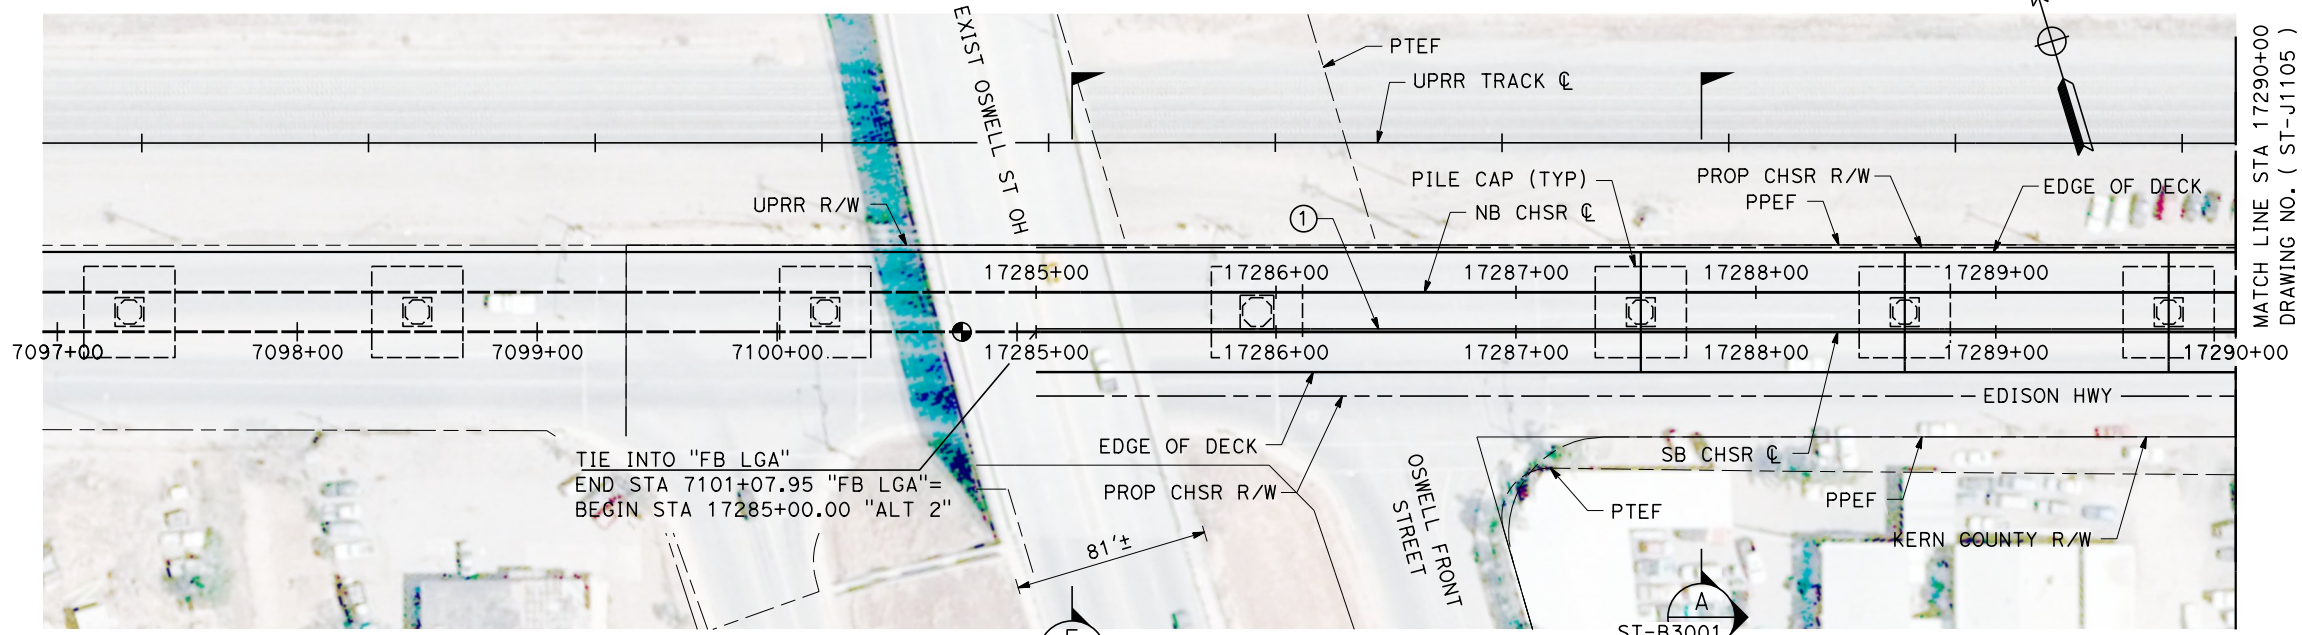 EXIST OSWELL ST OH
PTEF
UPRR TRACK ℄
MATCH LINE STA 17290+00
DRAWING NO. ( ST-J1105 )
UPRR R/W
PILE CAP (TYP)
NB CHSR ℄
1
PROP CHSR R/W
PPEF
EDGE OF DECK
17285+00
17286+00
17287+00
17288+00
17289+00
7097+00
7098+00
7099+00
7100+00
17285+00
17286+00
17287+00
17288+00
17289+00
17290+00
EDISON HWY
TIE INTO "FB LGA"
END STA 7101+07.95 "FB LGA"=
BEGIN STA 17285+00.00 "ALT 2"
EDGE OF DECK
PROP CHSR R/W
81'±
OSWELL FRONT
STREET
SB CHSR ℄
PTEF
PPEF
KERN COUNTY R/W
A
ST-B3001